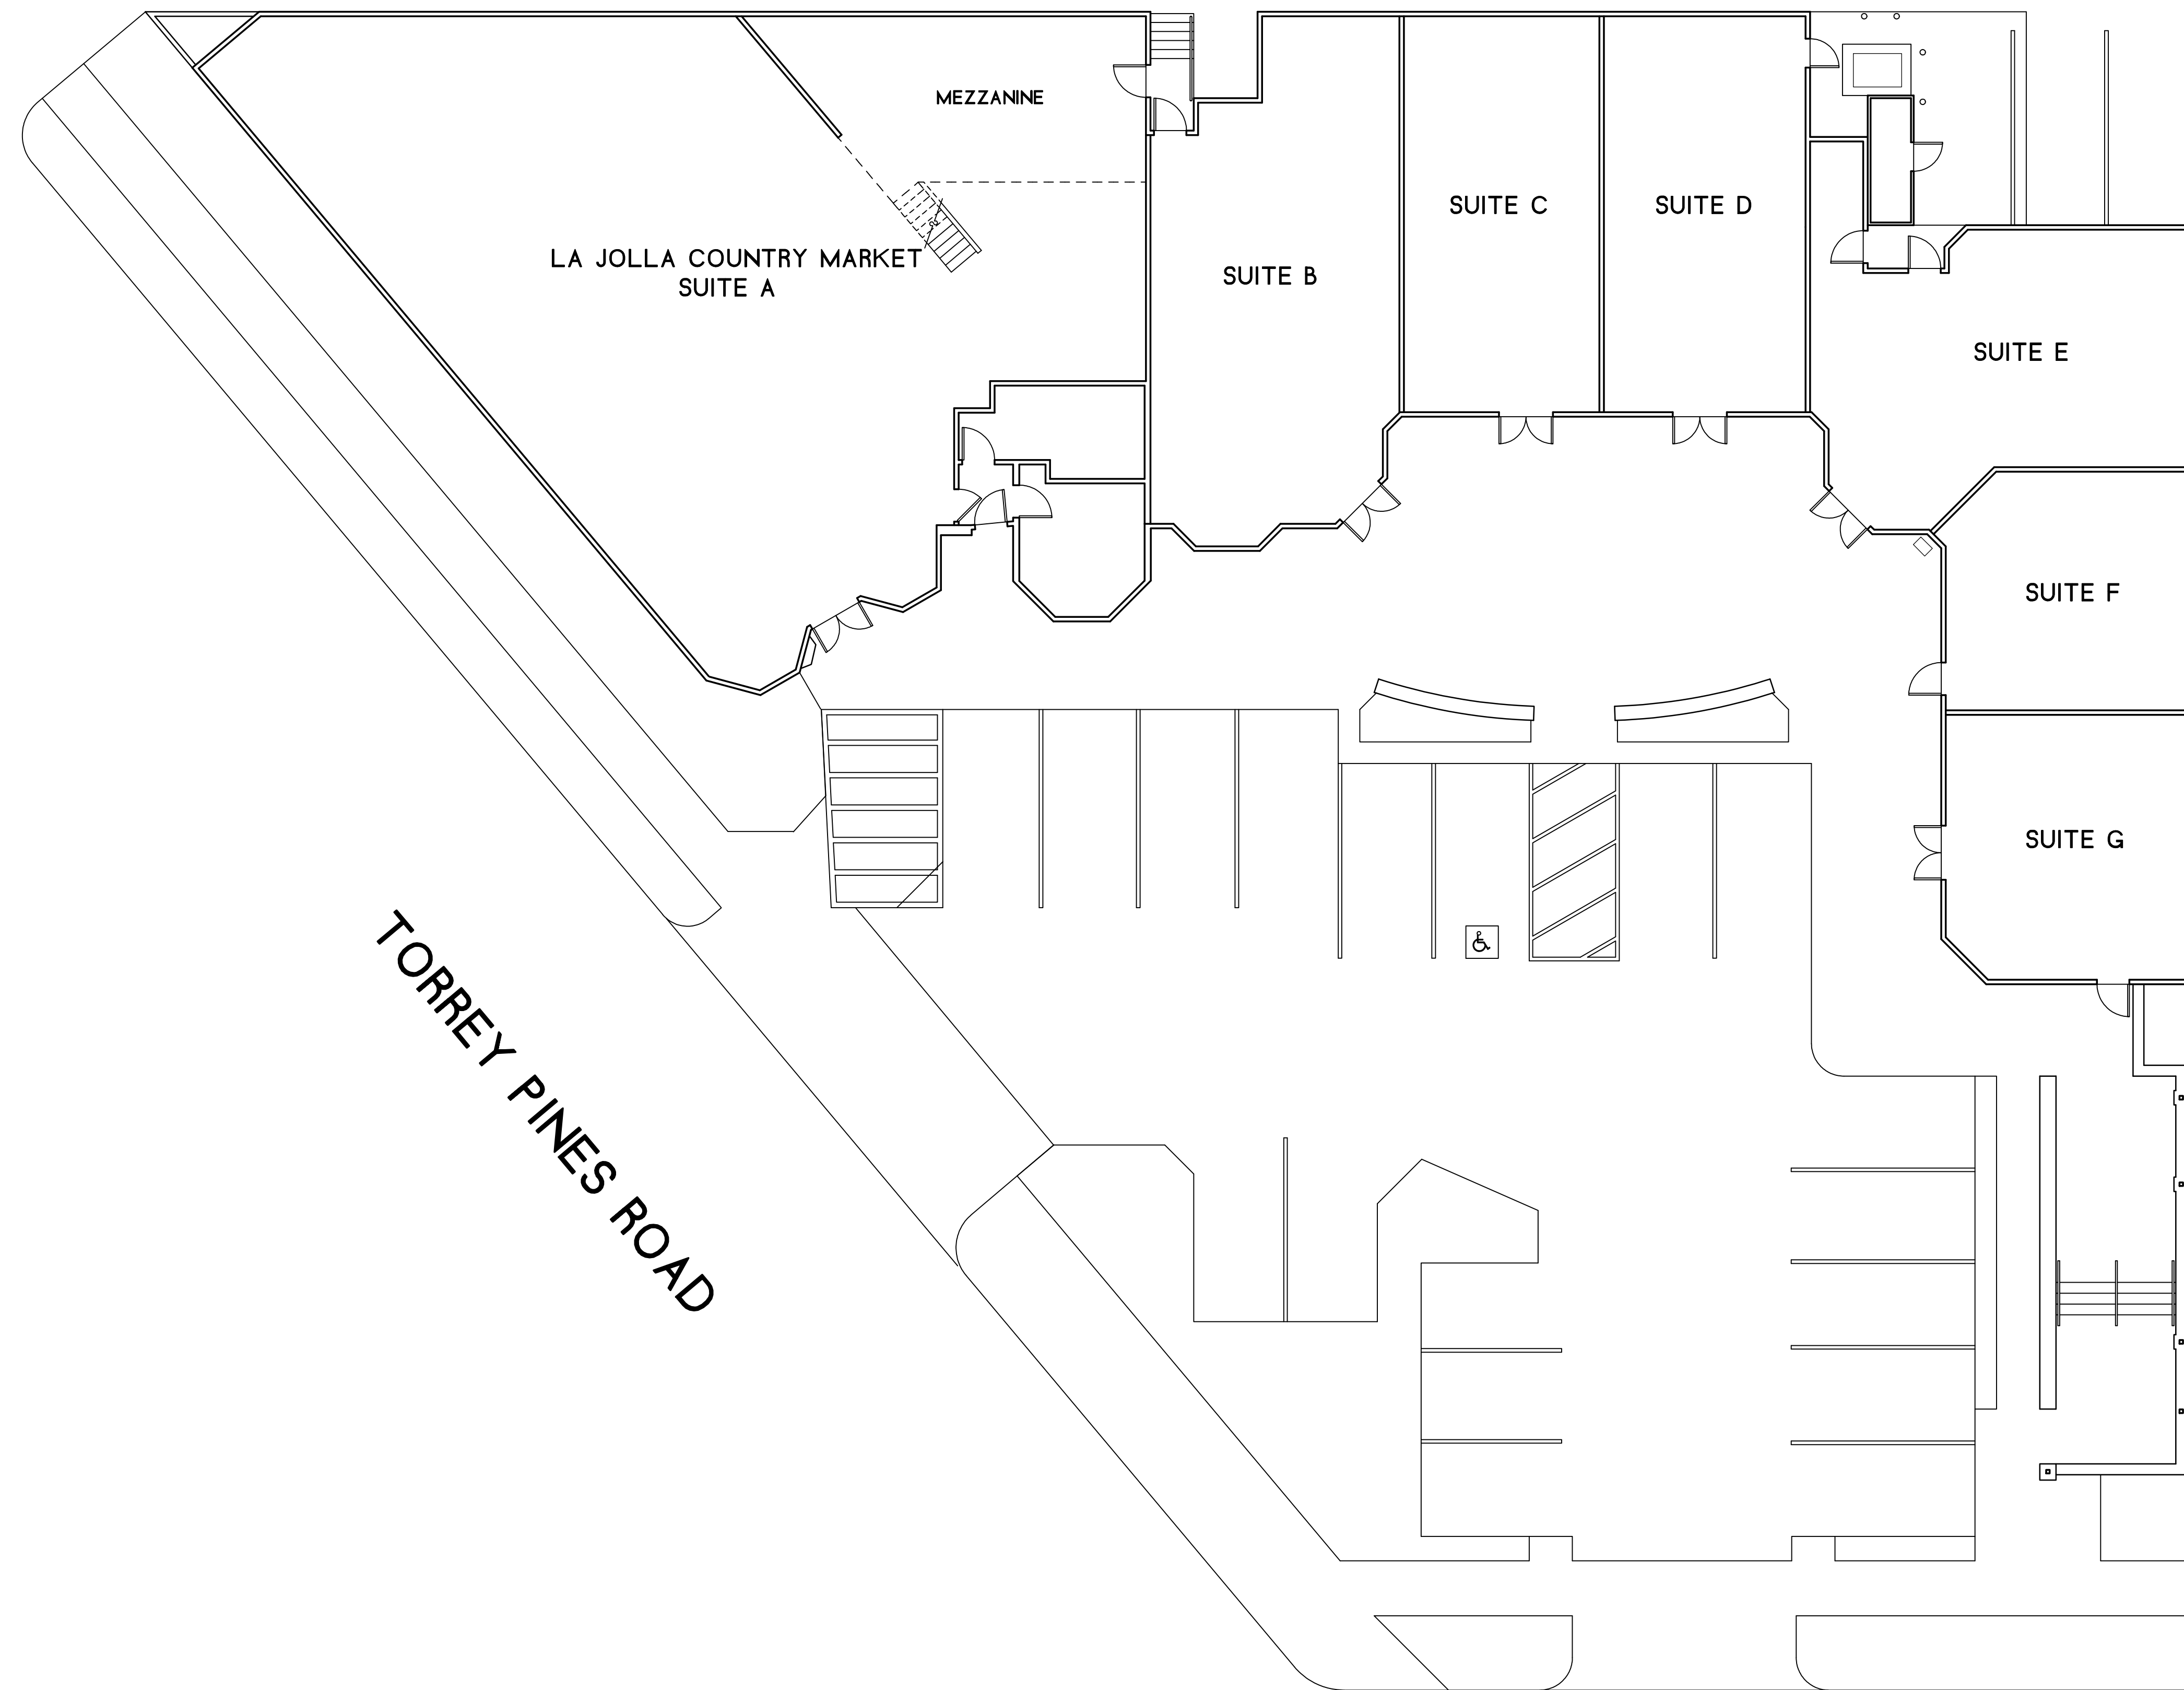 MEZZANINE
LA JOLLA COUNTRY MARKET
SUITE A
SUITE B
SUITE C
SUITE D
SUITE E
SUITE F
SUITE G
TORREY PINES ROAD